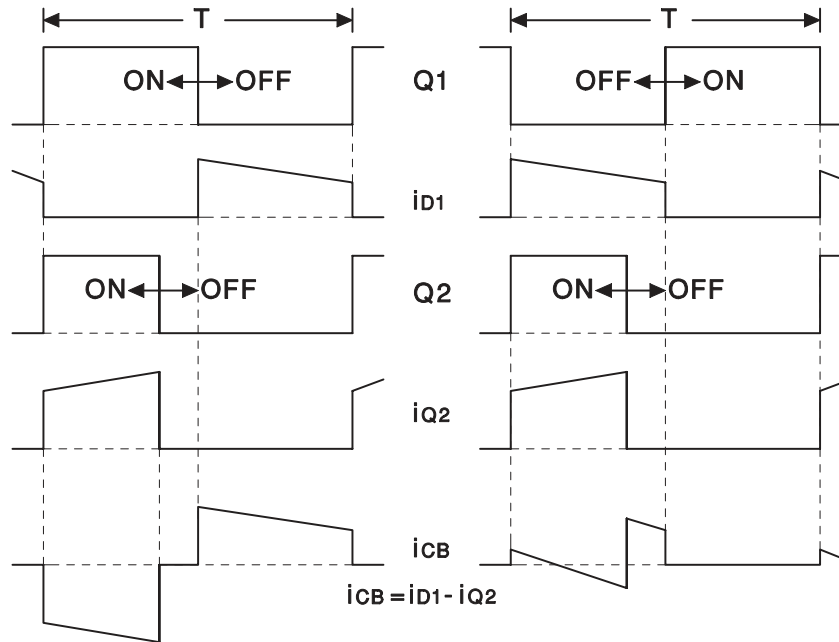 T T
ON OFF Q1 OFF ON
iD1
ON OFF Q2 ON OFF
iQ2
iCB
iCB = iD1 - iQ2